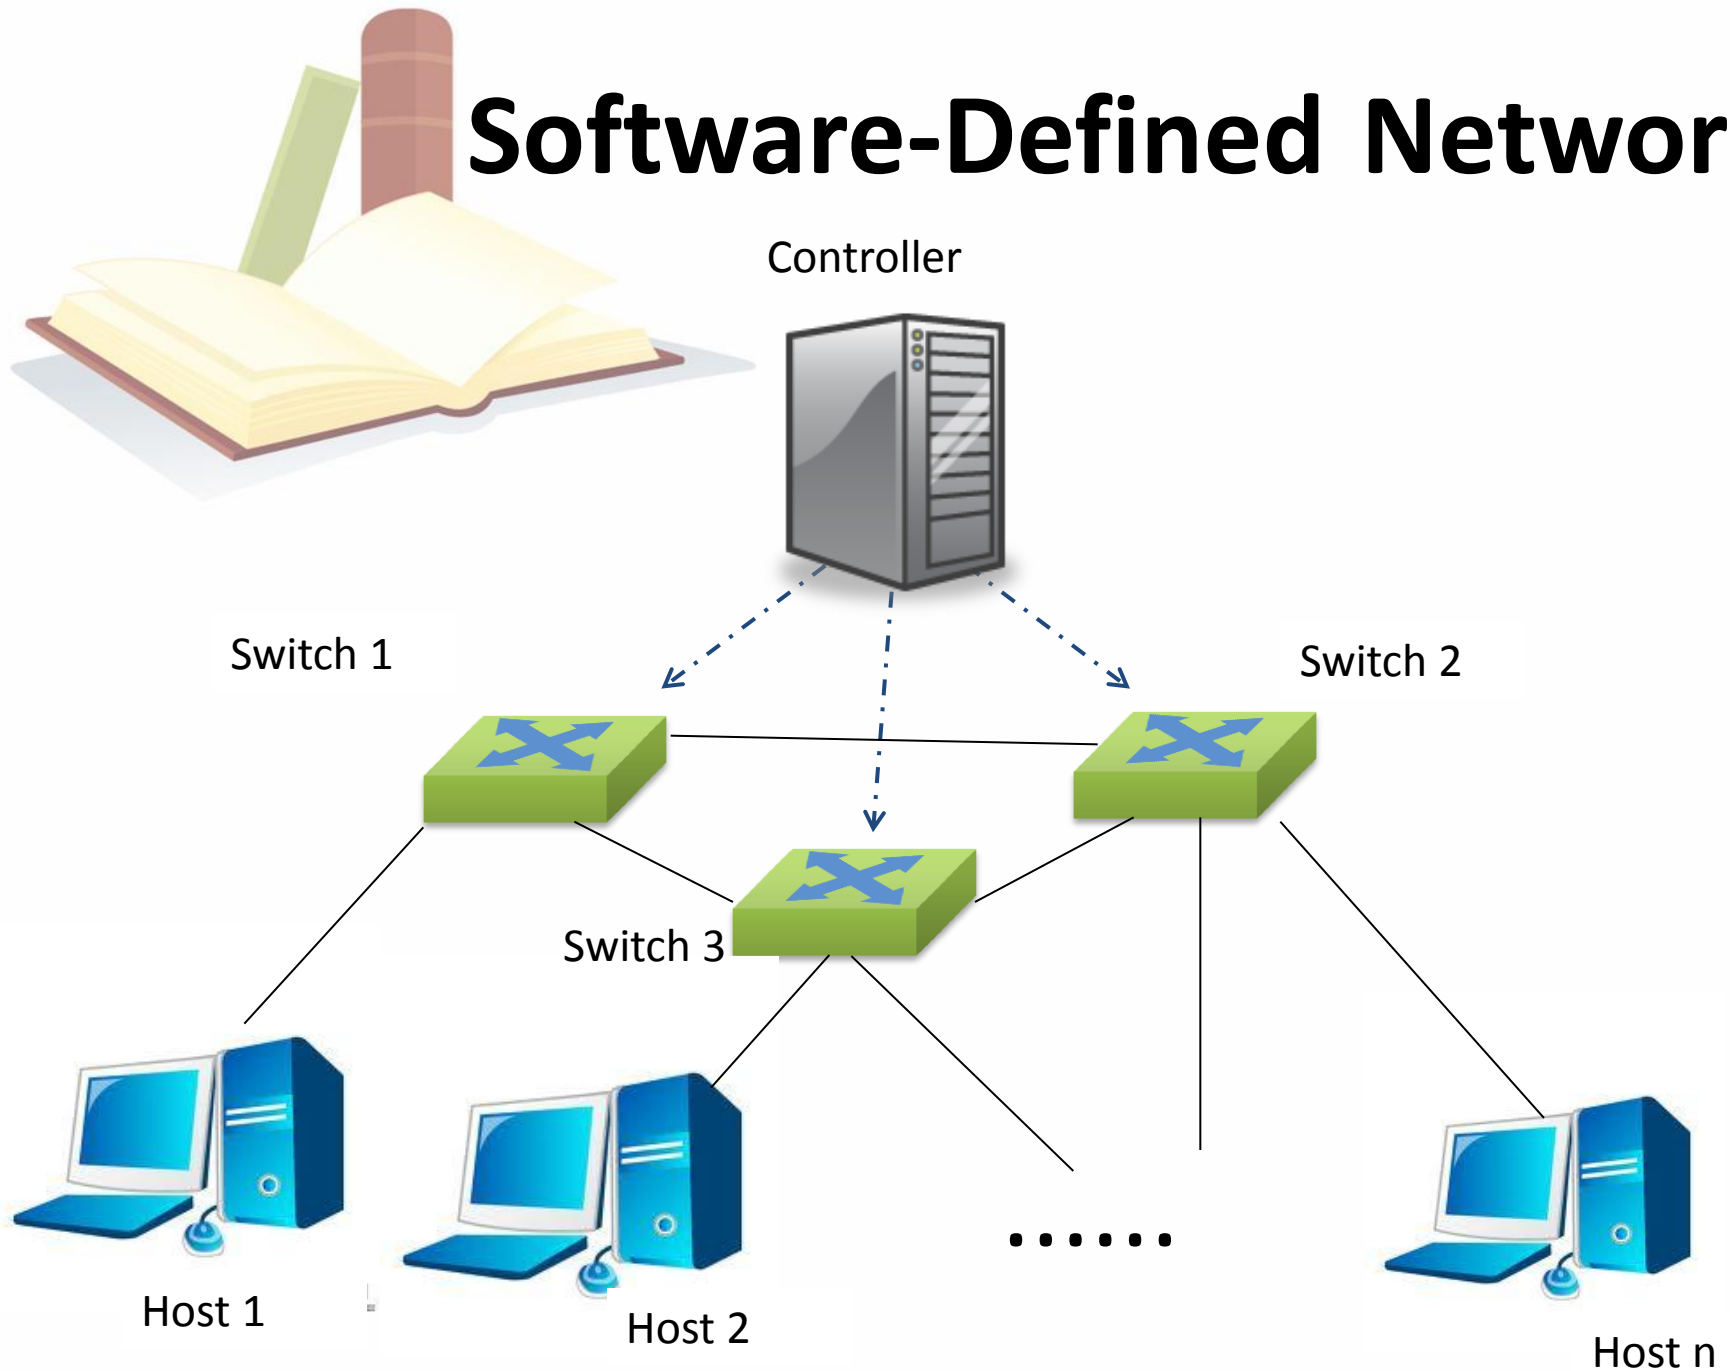 Software-Defined Networ
Controller
Switch 1
Switch 2
Switch 3
......
Host 1
Host 2
Host n